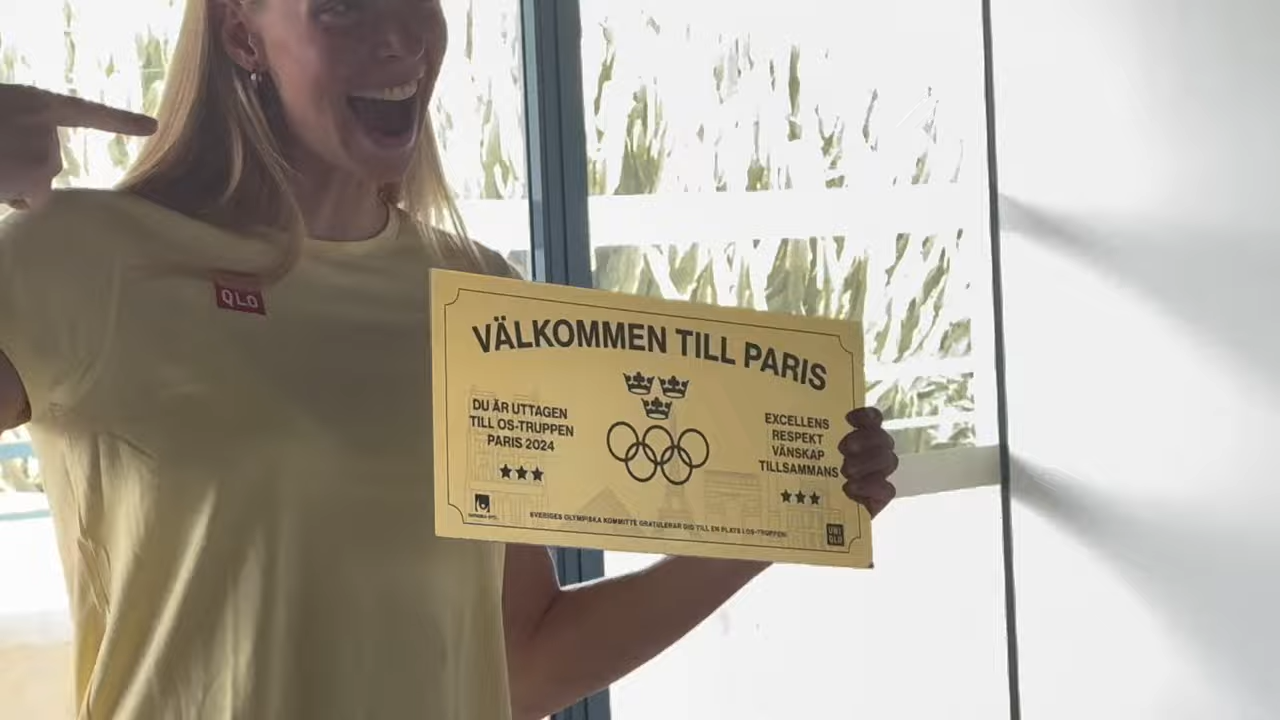 QLO
VÄLKOMMEN TILL PARIS
DU ÄR UTTAGEN
TILL OS-TRUPPEN
PARIS 2024
EXCELLENS
RESPEKT
VÄNSKAP
TILLSAMMANS
SVERIGES OLYMPISKA KOMMITTÉ GRATULERAR DIG TILL EN PLATS I OS-TRUPPEN!
UNI
QLO